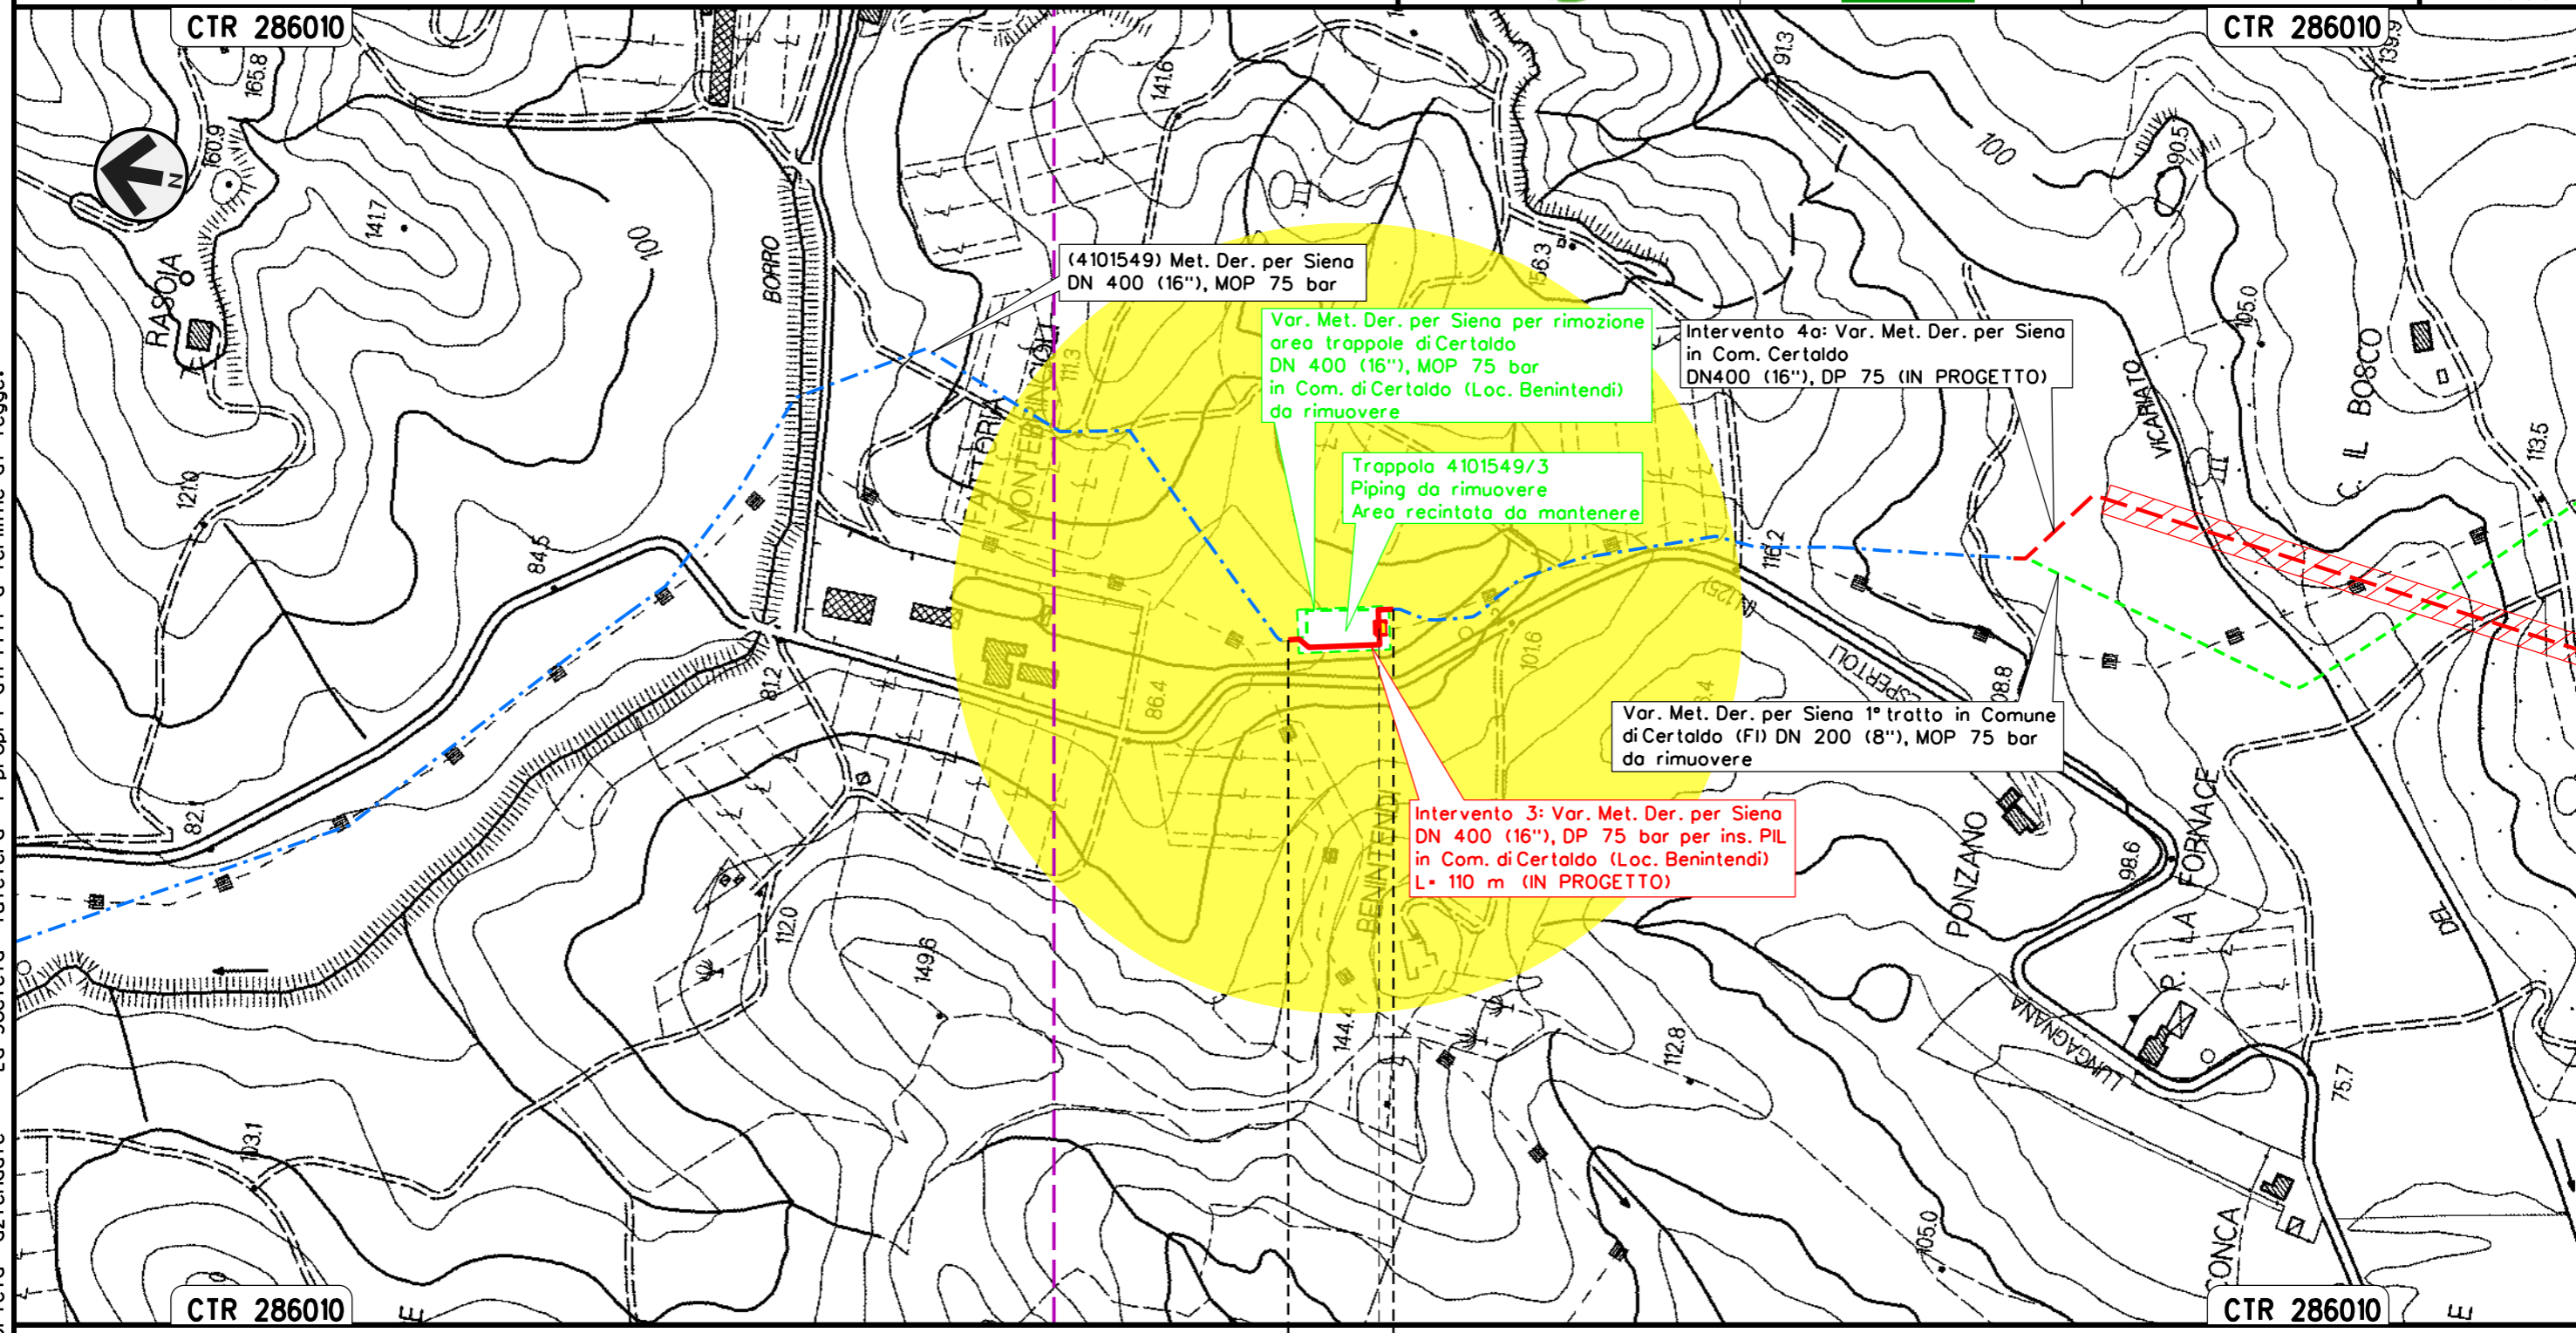 CTR 286010
CTR 286010
165.8
160.9
N
141.7
RASOIA
100
BORRO
141.6
91.3
139.9
100
90.5
156.3
105.0
(4101549) Met. Der. per Siena
DN 400 (16"), MOP 75 bar
Var. Met. Der. per Siena per rimozione
area trappole di Certaldo
DN 400 (16"), MOP 75 bar
in Com. di Certaldo (Loc. Benintendi)
da rimuovere
Intervento 4a: Var. Met. Der. per Siena
in Com. Certaldo
DN400 (16"), DP 75 (IN PROGETTO)
Trappola 4101549/3
Piping da rimuovere
Area recintata da mantenere
111.3
VICARIATO
C. IL BOSCO
113.5
121.0
84.5
116.2
(125)
101.6
81.2
86.4
ESPERTOLI
08.8
Var. Met. Der. per Siena 1° tratto in Comune
di Certaldo (FI) DN 200 (8"), MOP 75 bar
da rimuovere
Intervento 3: Var. Met. Der. per Siena
DN 400 (16"), DP 75 bar per ins. PIL
in Com. di Certaldo (Loc. Benintendi)
L= 110 m (IN PROGETTO)
82.1
BENINTENDI
PONZANO
98.6
P. LA FORNACE
DEL
112.0
149.6
144.4
112.8
LUNGAGNANA
75.7
103.1
105.0
CONCA
E
E
CTR 286010
CTR 286010